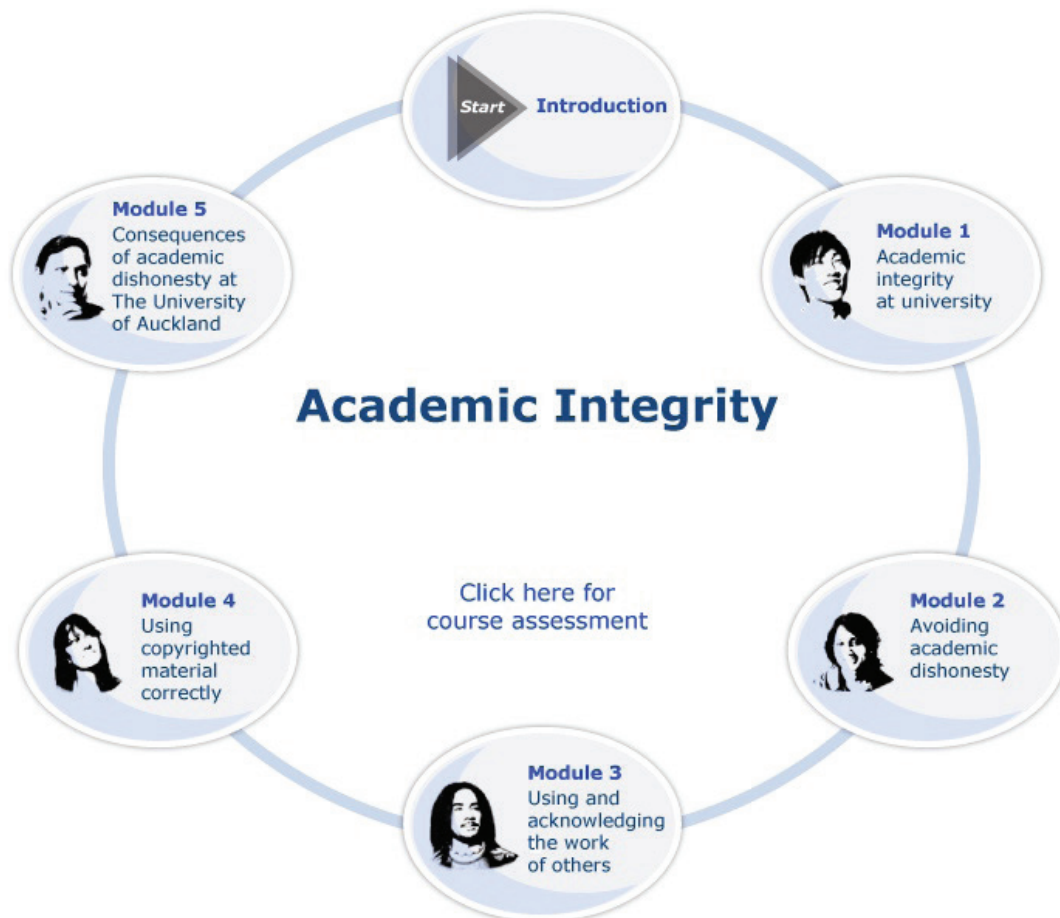 Start
Introduction
Module 1
Academic
integrity
at university
Module 2
Avoiding
academic
dishonesty
Module 3
Using and
acknowledging
the work
of others
Module 4
Using
copyrighted
material
correctly
Module 5
Consequences
of academic
dishonesty at
The University
of Auckland
Academic Integrity
Click here for
course assessment